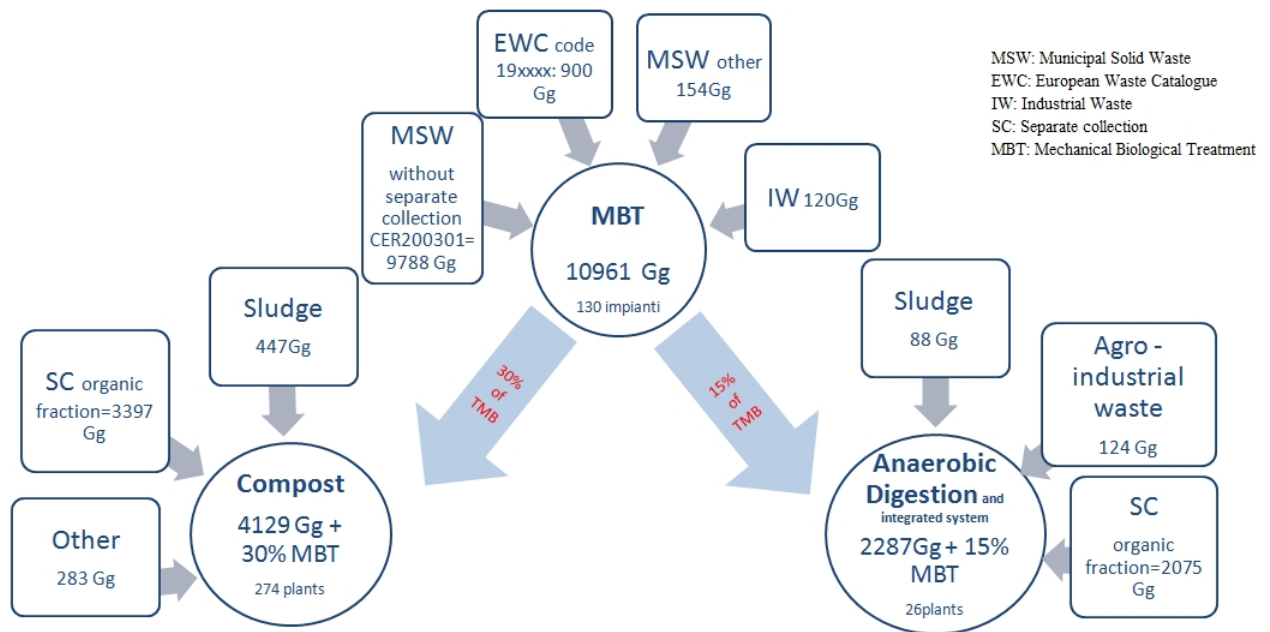 EWC code
19xxxx: 900
Gg
MSW other
154Gg
MSW: Municipal Solid Waste
EWC: European Waste Catalogue
IW: Industrial Waste
SC: Separate collection
MBT: Mechanical Biological Treatment
MSW
without
separate
collection
CER200301=
9788 Gg
MBT
10961 Gg
130 impianti
IW 120Gg
Sludge
447Gg
Sludge
88 Gg
SC organic
fraction=3397
Gg
30%
of
TMB
15%
of
TMB
Agro -
industrial
waste
124 Gg
Compost
4129 Gg +
30% MBT
274 plants
Anaerobic
Digestion and
integrated system
2287Gg + 15%
MBT
26plants
Other
283 Gg
SC
organic
fraction=2075
Gg